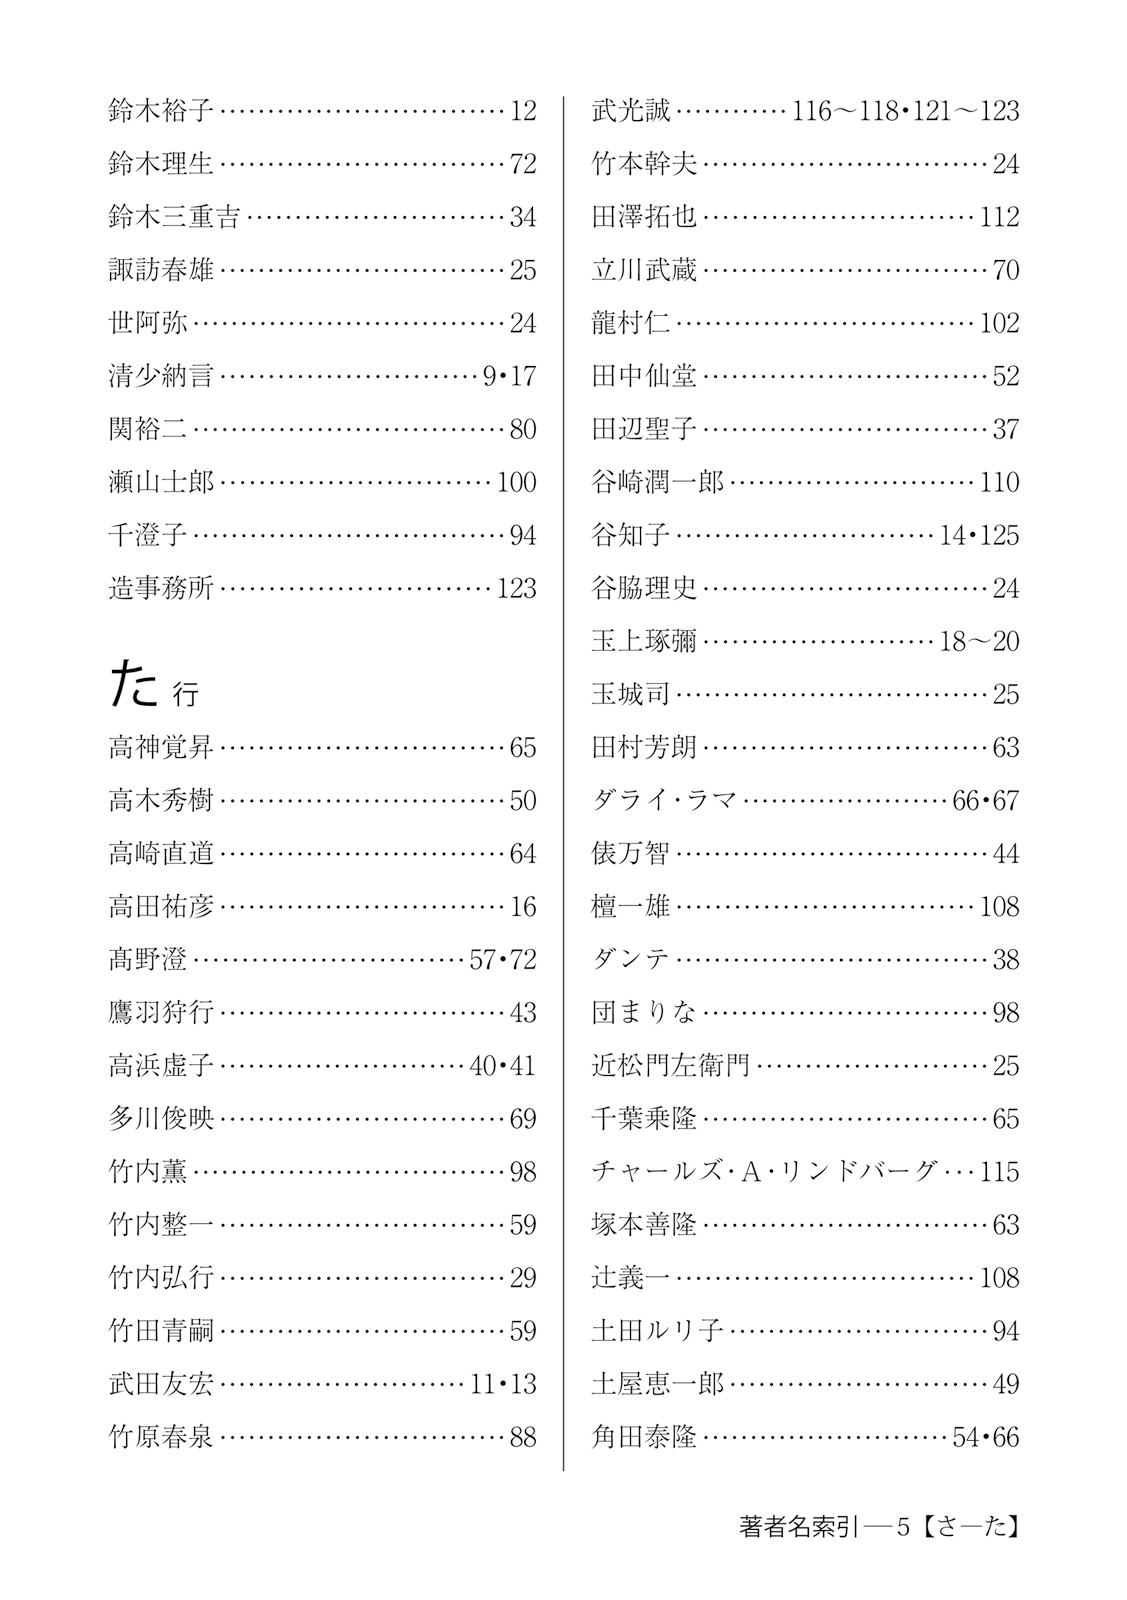 鈴木裕子…………………………12
鈴木理生…………………………72
鈴木三重吉………………………34
諏訪春雄…………………………25
世阿弥……………………………24
清少納言………………………9・17
関裕二……………………………80
瀬山士郎………………………100
千澄子……………………………94
造事務所………………………123
た行
高神覚昇…………………………65
高木秀樹…………………………50
高崎直道…………………………64
高田祐彦…………………………16
髙野澄………………………57・72
鷹羽狩行…………………………43
高浜虚子……………………40・41
多川俊映…………………………69
竹内薫……………………………98
竹内整一…………………………59
竹内弘行…………………………29
竹田青嗣…………………………59
武田友宏……………………11・13
竹原春泉…………………………88
武光誠…………116〜118・121〜123
竹本幹夫…………………………24
田澤拓也………………………112
立川武蔵…………………………70
龍村仁…………………………102
田中仙堂…………………………52
田辺聖子…………………………37
谷崎潤一郎……………………110
谷知子………………………14・125
谷脇理史…………………………24
玉上琢彌……………………18〜20
玉城司……………………………25
田村芳朗…………………………63
ダライ・ラマ…………………66・67
俵万智……………………………44
檀一雄…………………………108
ダンテ……………………………38
団まりな…………………………98
近松門左衛門……………………25
千葉乗隆…………………………65
チャールズ・A・リンドバーグ…115
塚本善隆…………………………63
辻義一…………………………108
土田ルリ子………………………94
土屋恵一郎………………………49
角田泰隆……………………54・66
著者名索引―5【さ―た】